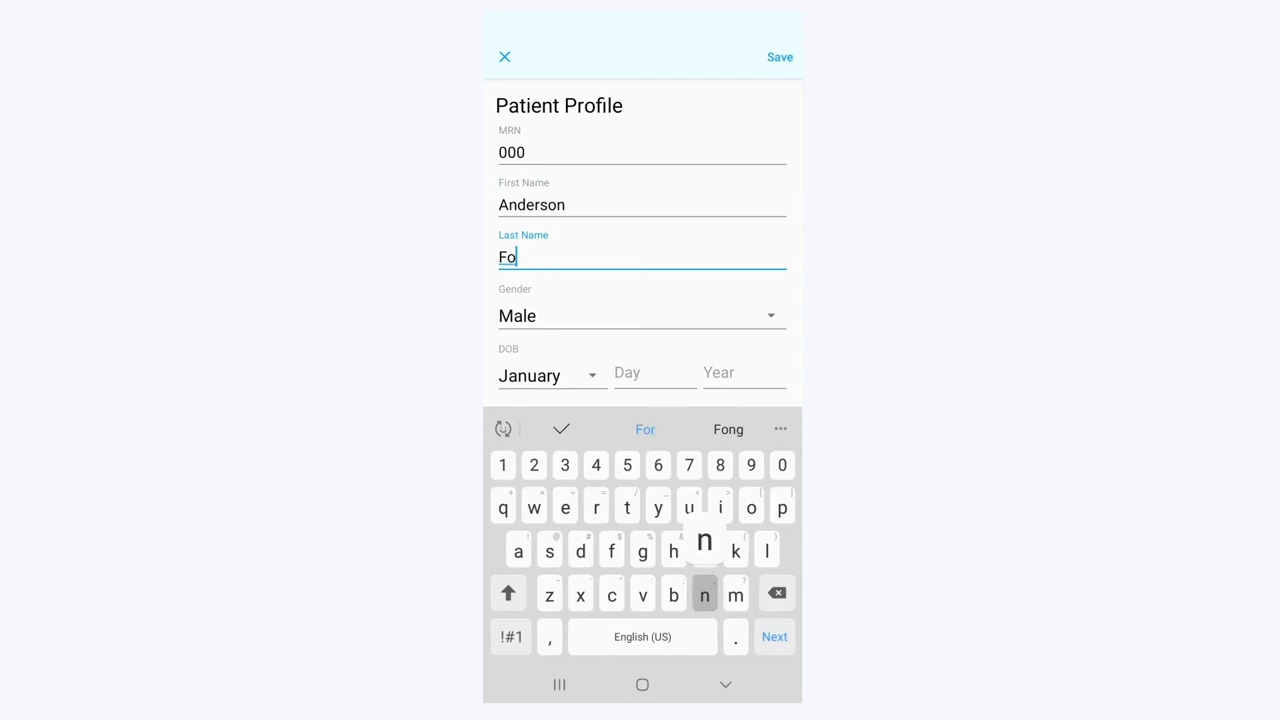 Save
Patient Profile
MRN
000
First Name
Anderson
Last Name
Fo
Gender
Male
DOB
January Day Year
For Fong ...
1 2 3 4 5 6 7 8 9 0
q w e r t y u i o p
a s d f g h n k l
z x c v b n m
!#1 , English (US) . Next